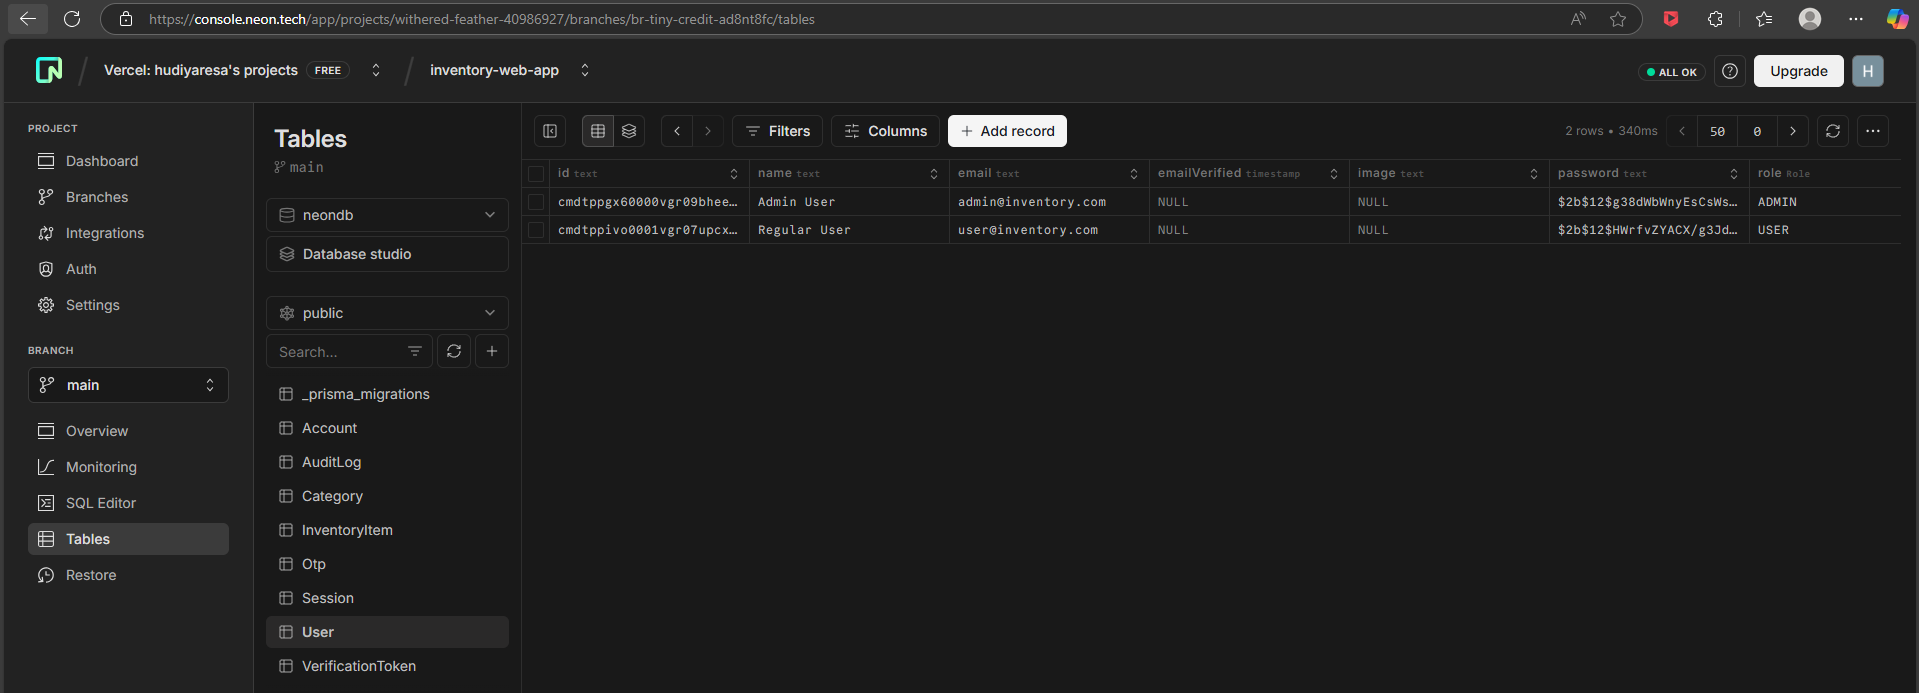 https://console.neon.tech/app/projects/withered-feather-40986927/branches/br-tiny-credit-ad8nt8fc/tables
Vercel: hudiyaresa's projects FREE / inventory-web-app
ALL OK
Upgrade
H
PROJECT
Dashboard
Branches
Integrations
Auth
Settings
BRANCH
main
Overview
Monitoring
SQL Editor
Tables
Restore
Tables
main
neondb
Database studio
public
Search...
_prisma_migrations
Account
AuditLog
Category
InventoryItem
Otp
Session
User
VerificationToken
Filters
Columns
+ Add record
2 rows • 340ms
50
0
id text name text email text emailVerified timestamp image text password text role Role
cmdtppgx60000vgr09bhee… Admin User admin@inventory.com NULL NULL $2b$12$g38dWbWnyEsCsWs… ADMIN
cmdtppivo0001vgr07upcx… Regular User user@inventory.com NULL NULL $2b$12$HWrfvZYACX/g3Jd… USER